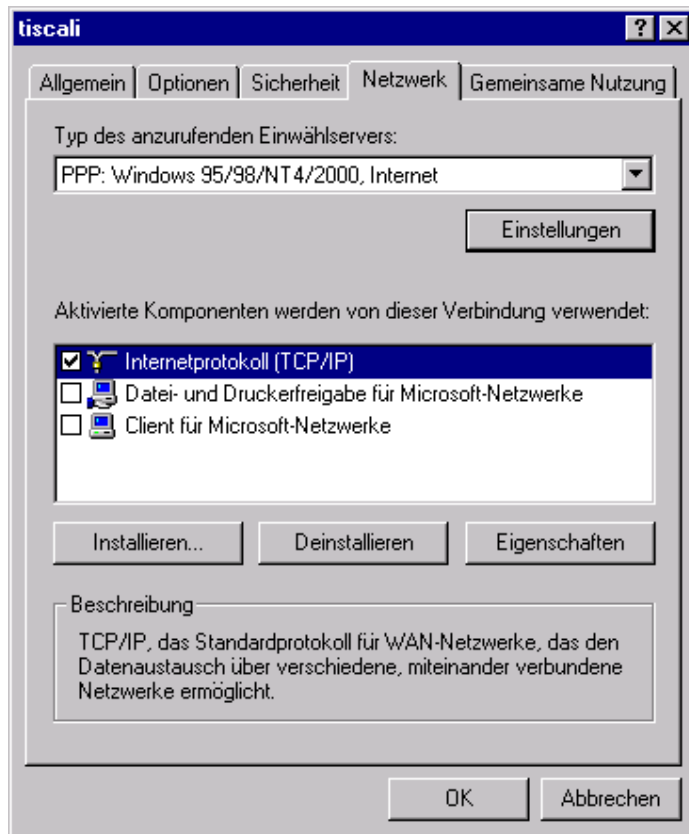 tiscali
Allgemein Optionen Sicherheit Netzwerk Gemeinsame Nutzung
Typ des anzurufenden Einwählservers:
PPP: Windows 95/98/NT4/2000, Internet
Einstellungen
Aktivierte Komponenten werden von dieser Verbindung verwendet:
Internetprotokoll (TCP/IP)
Datei- und Druckerfreigabe für Microsoft-Netzwerke
Client für Microsoft-Netzwerke
Installieren... Deinstallieren Eigenschaften
Beschreibung
TCP/IP, das Standardprotokoll für WAN-Netzwerke, das den
Datenaustausch über verschiedene, miteinander verbundene
Netzwerke ermöglicht.
OK Abbrechen